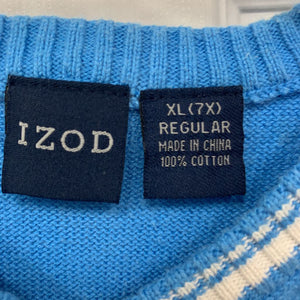 IZOD
XL(7X)
REGULAR
MADE IN CHINA
100% COTTON